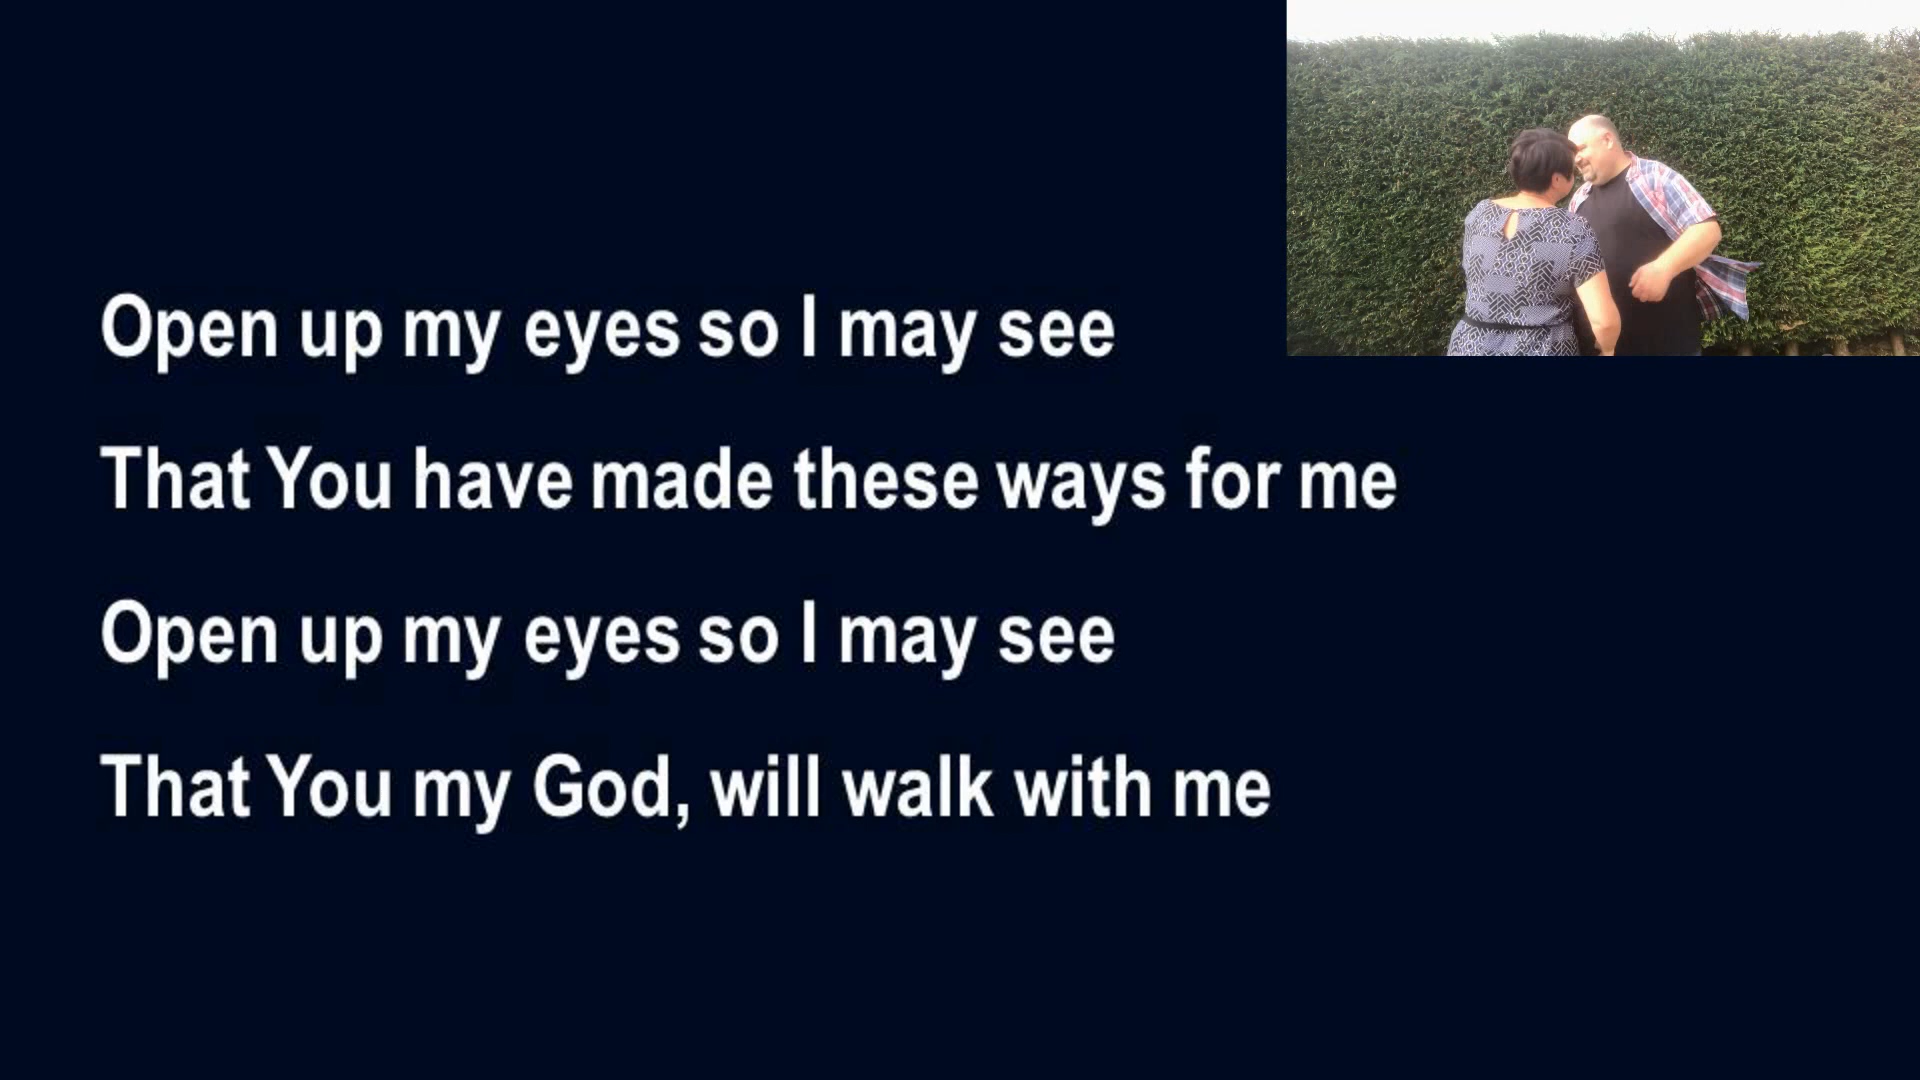 Open up my eyes so I may see
That You have made these ways for me
Open up my eyes so I may see
That You my God, will walk with me